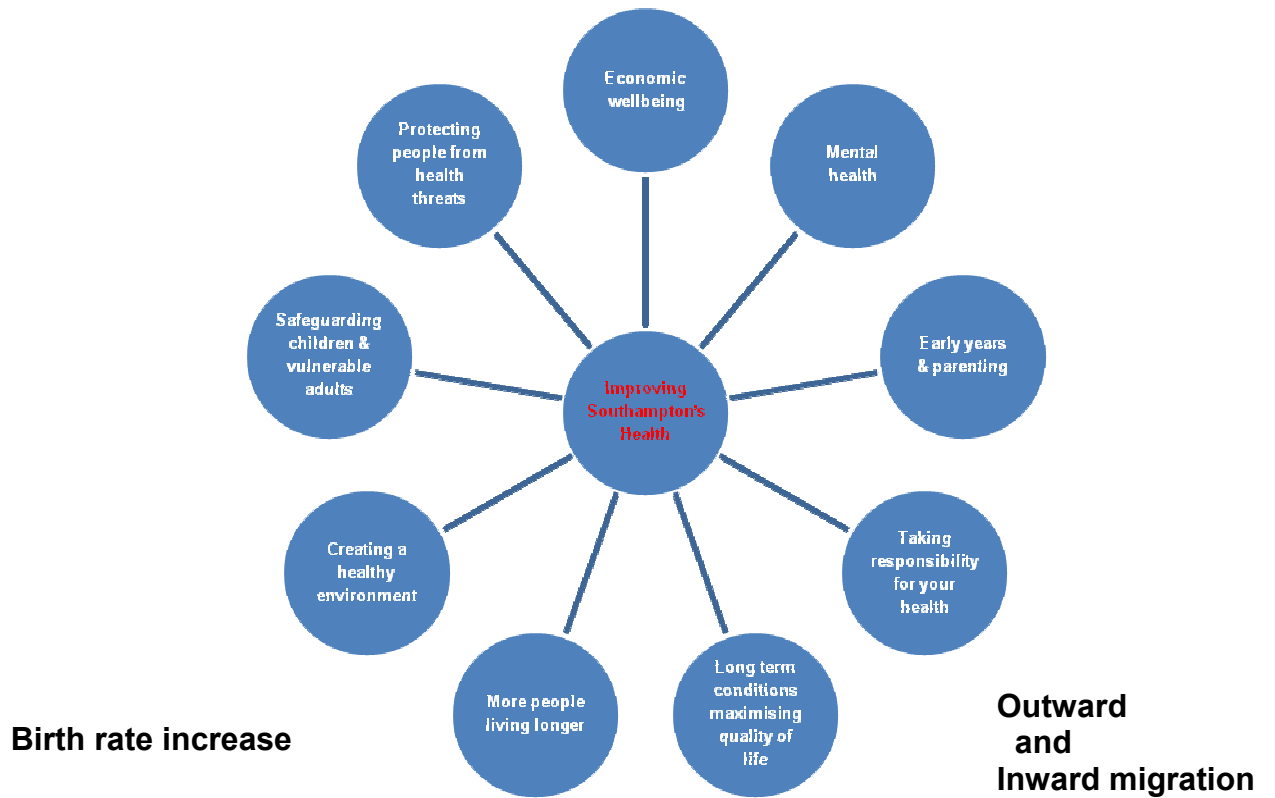 Economic
wellbeing
Mental
health
Early years
& parenting
Taking
responsibility
for your
health
Long term
conditions
maximising
quality of
life
More people
living longer
Creating a
healthy
environment
Safeguarding
children &
vulnerable
adults
Protecting
people from
health
threats
Improving
Southampton's
Health
Birth rate increase
Outward
and
Inward migration